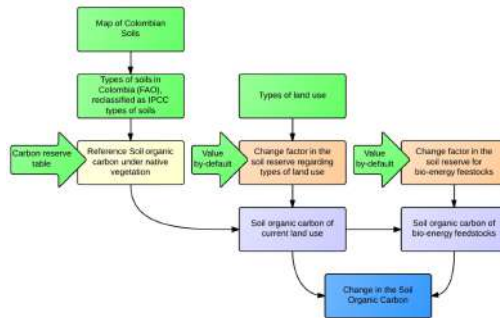 Map of Colombian
Soils
Types of soils in
Colombia (FAO),
reclassified as IPCC
types of soils
Types of land use
Carbon reserve
table
Reference Soil organic
carbon under native
vegetation
Value
by-default
Change factor in the
soil reserve regarding
types of land use
Value
by-default
Change factor in the
soil reserve for
bio-energy feestocks
Soil organic carbon of
current land use
Soil organic carbon of
bio-energy feedstocks
Change in the Soil
Organic Carbon